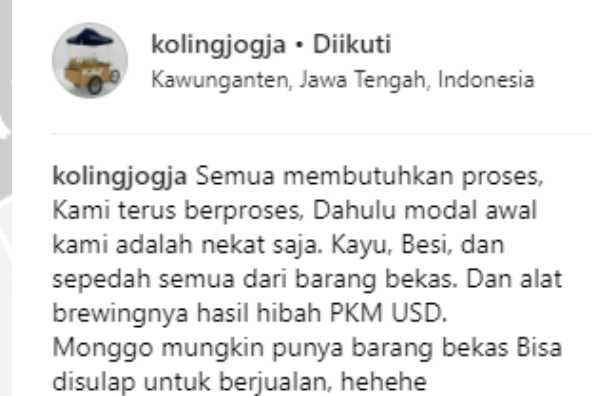 kolingjogja • Diikuti
Kawunganten, Jawa Tengah, Indonesia
kolingjogja Semua membutuhkan proses,
Kami terus berproses, Dahulu modal awal
kami adalah nekat saja. Kayu, Besi, dan
sepedah semua dari barang bekas. Dan alat
brewingnya hasil hibah PKM USD.
Monggo mungkin punya barang bekas Bisa
disulap untuk berjualan, hehehe